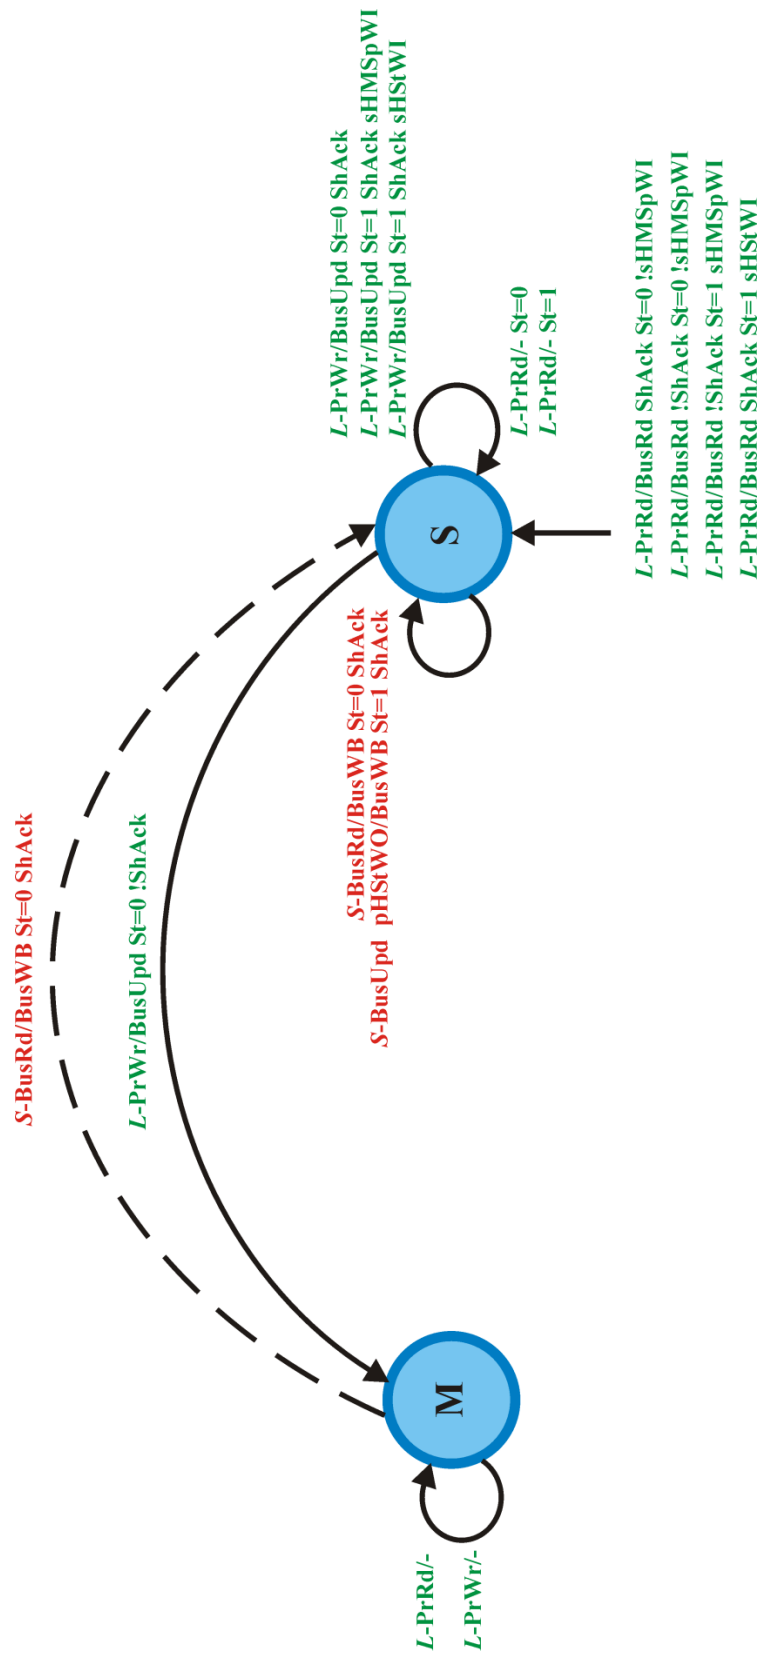 S-BusRd/BusWB St=0 ShAck
L-PrWr/BusUpd St=0 !ShAck
L-PrRd/-
L-PrWr/-
M
S-BusRd/BusWB St=0 ShAck
S-BusUpd pHStWO/BusWB St=1 ShAck
S
L-PrWr/BusUpd St=0 ShAck
L-PrWr/BusUpd St=1 ShAck sHMSpWI
L-PrWr/BusUpd St=1 ShAck sHStWI
L-PrRd/- St=0
L-PrRd/- St=1
L-PrRd/BusRd ShAck St=0 !sHMSpWI
L-PrRd/BusRd !ShAck St=0 !sHMSpWI
L-PrRd/BusRd !ShAck St=1 sHMSpWI
L-PrRd/BusRd ShAck St=1 sHStWI